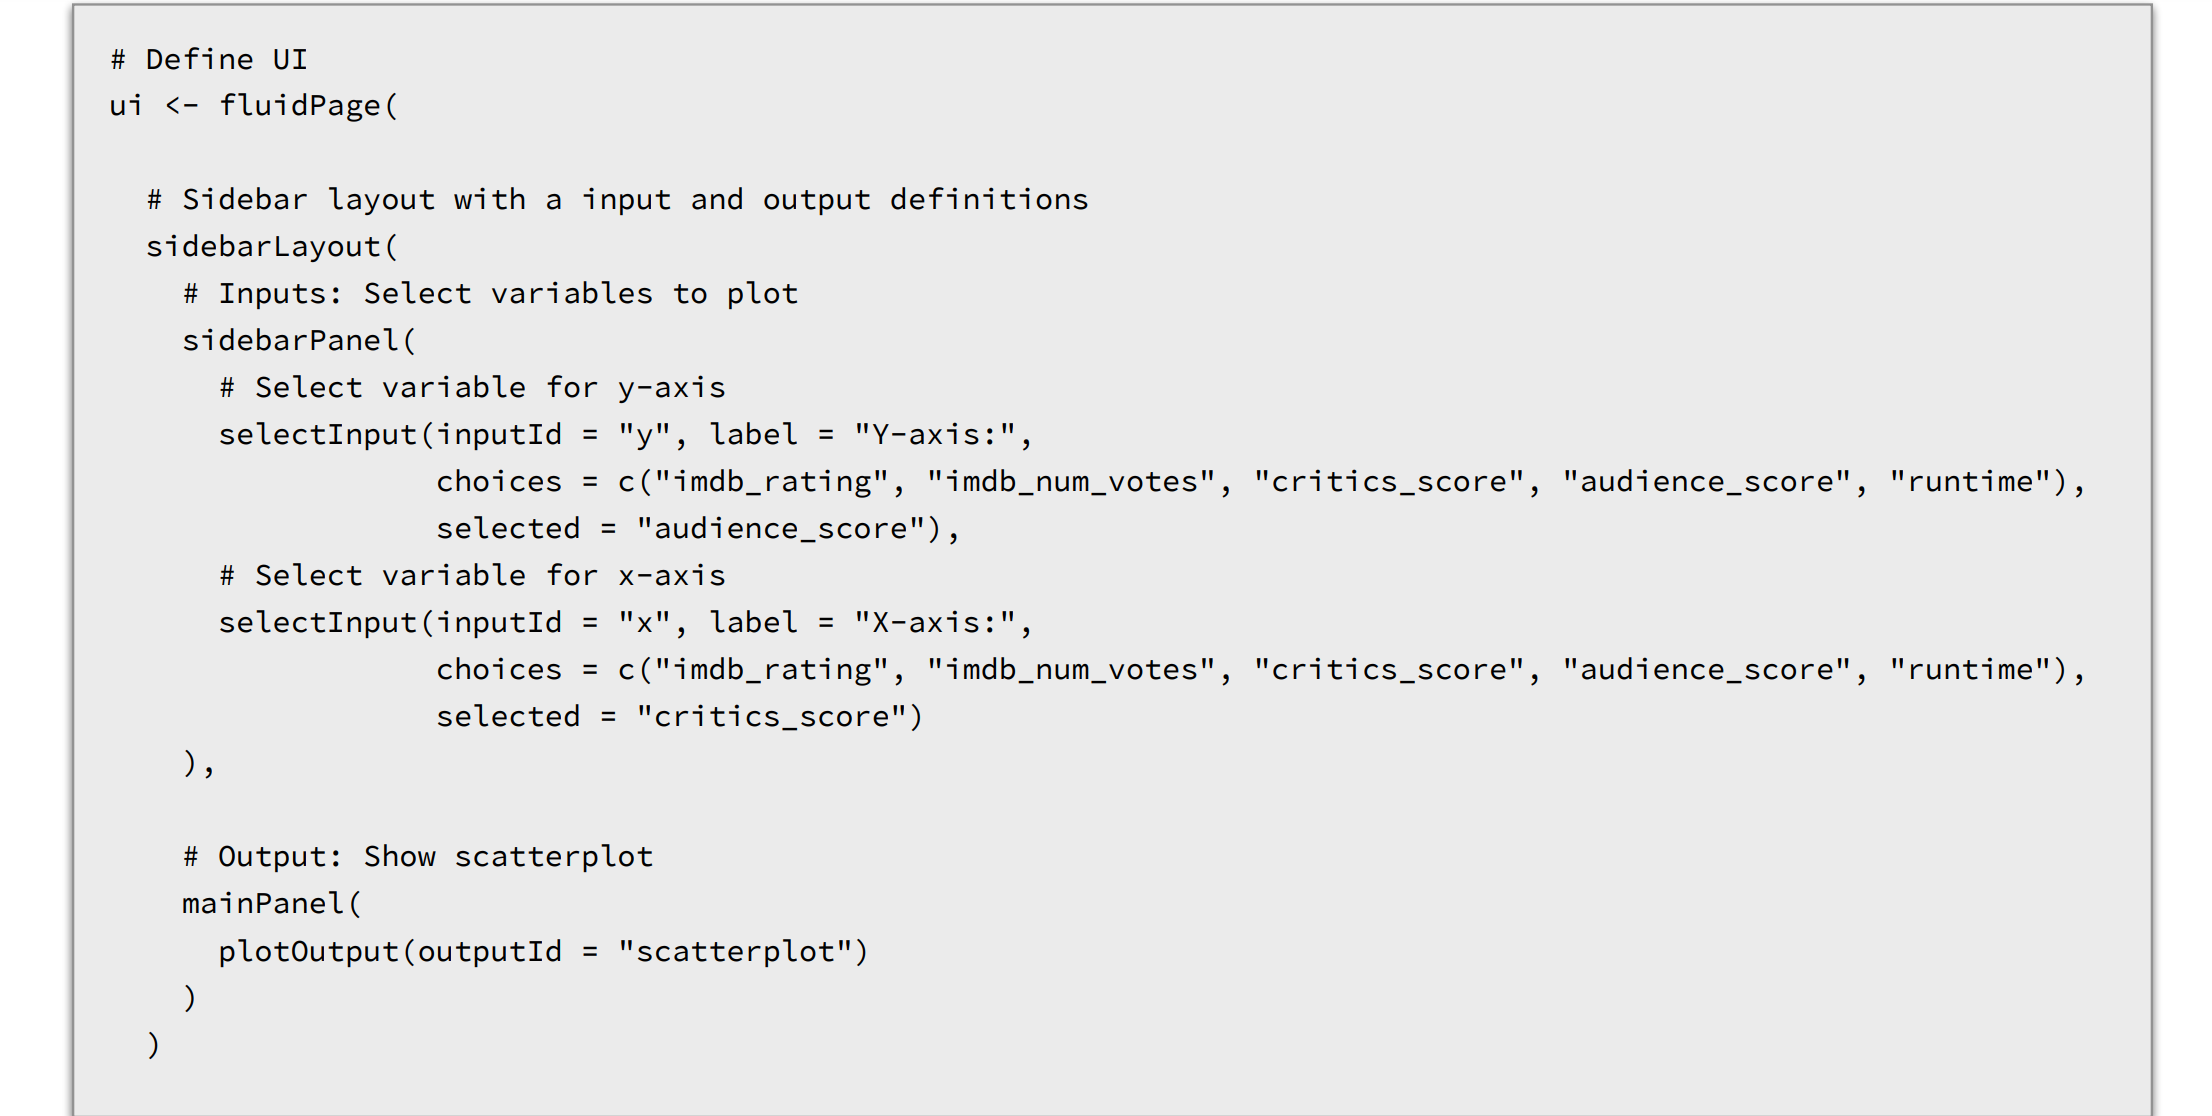 # Define UI
ui <- fluidPage(
# Sidebar layout with a input and output definitions
sidebarLayout(
# Inputs: Select variables to plot
sidebarPanel(
# Select variable for y-axis
selectInput(inputId = "y", label = "Y-axis:",
choices = c("imdb_rating", "imdb_num_votes", "critics_score", "audience_score", "runtime"),
selected = "audience_score"),
# Select variable for x-axis
selectInput(inputId = "x", label = "X-axis:",
choices = c("imdb_rating", "imdb_num_votes", "critics_score", "audience_score", "runtime"),
selected = "critics_score")
),
# Output: Show scatterplot
mainPanel(
plotOutput(outputId = "scatterplot")
)
)